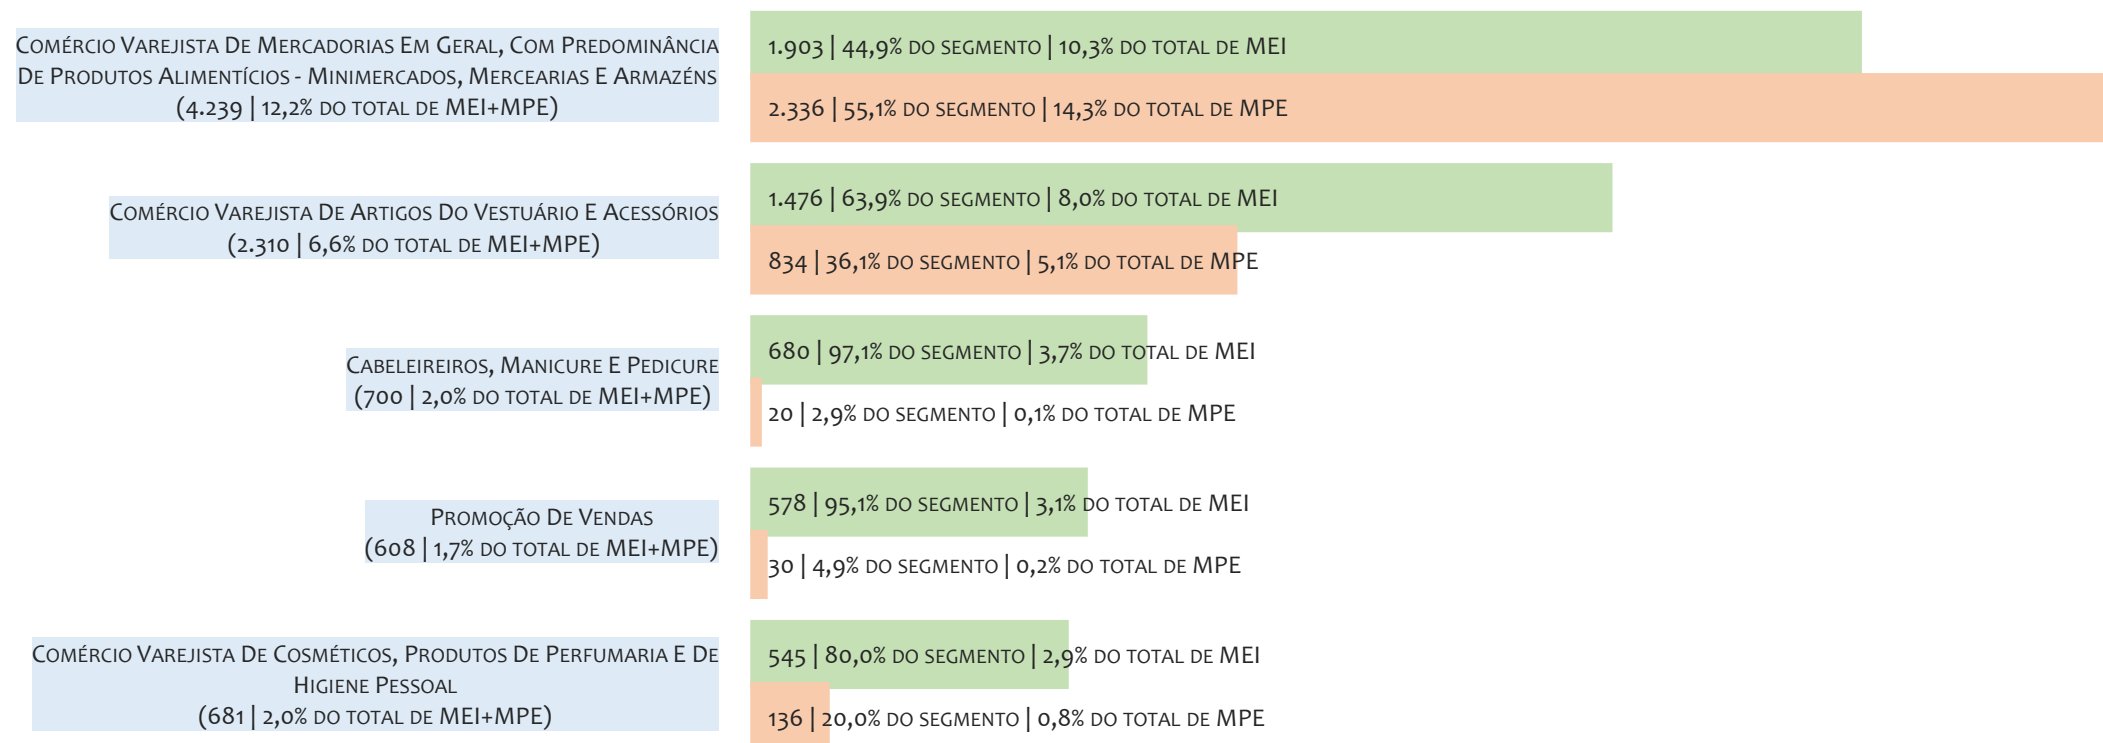 Comércio Varejista De Mercadorias Em Geral, Com Predominância
De Produtos Alimentícios - Minimercados, Mercearias E Armazéns
(4.239 | 12,2% do total de MEI+MPE)
1.903 | 44,9% do segmento | 10,3% do total de MEI
2.336 | 55,1% do segmento | 14,3% do total de MPE
Comércio Varejista De Artigos Do Vestuário E Acessórios
(2.310 | 6,6% do total de MEI+MPE)
1.476 | 63,9% do segmento | 8,0% do total de MEI
834 | 36,1% do segmento | 5,1% do total de MPE
Cabeleireiros, Manicure E Pedicure
(700 | 2,0% do total de MEI+MPE)
680 | 97,1% do segmento | 3,7% do total de MEI
20 | 2,9% do segmento | 0,1% do total de MPE
Promoção De Vendas
(608 | 1,7% do total de MEI+MPE)
578 | 95,1% do segmento | 3,1% do total de MEI
30 | 4,9% do segmento | 0,2% do total de MPE
Comércio Varejista De Cosméticos, Produtos De Perfumaria E De
Higiene Pessoal
(681 | 2,0% do total de MEI+MPE)
545 | 80,0% do segmento | 2,9% do total de MEI
136 | 20,0% do segmento | 0,8% do total de MPE